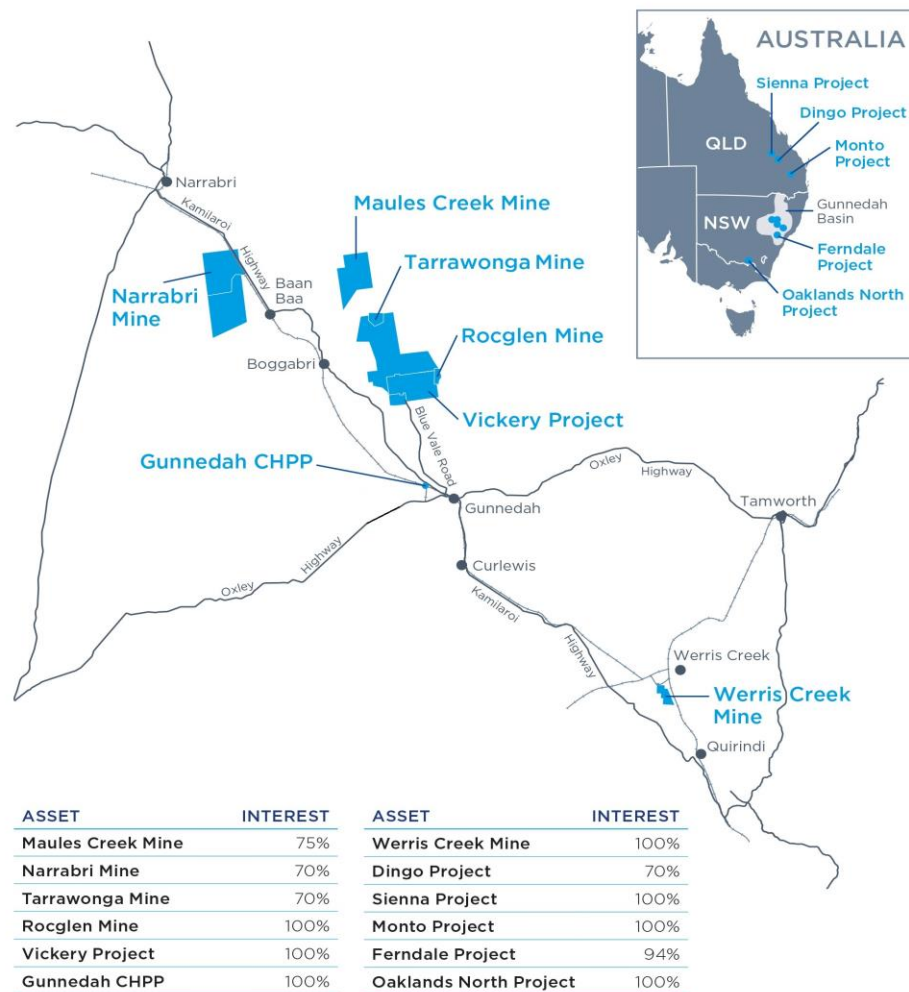 AUSTRALIA
Sienna Project
Dingo Project
QLD
Monto
Project
Gunnedah
Basin
NSW
Ferndale
Project
Oaklands North
Project
Narrabri
Kamilaroi
Highway
Maules Creek Mine
Tarrawonga Mine
Narrabri
Mine
Baan
Baa
Rocglen Mine
Boggabri
Vickery Project
Blue Vale Road
Gunnedah CHPP
Oxley
Highway
Gunnedah
Tamworth
Oxley
Highway
Curlewis
Kamilaroi
Highway
Werris Creek
Werris Creek
Mine
Quirindi
ASSET INTEREST
Maules Creek Mine 75%
Narrabri Mine 70%
Tarrawonga Mine 70%
Rocglen Mine 100%
Vickery Project 100%
Gunnedah CHPP 100%
ASSET INTEREST
Werris Creek Mine 100%
Dingo Project 70%
Sienna Project 100%
Monto Project 100%
Ferndale Project 94%
Oaklands North Project 100%